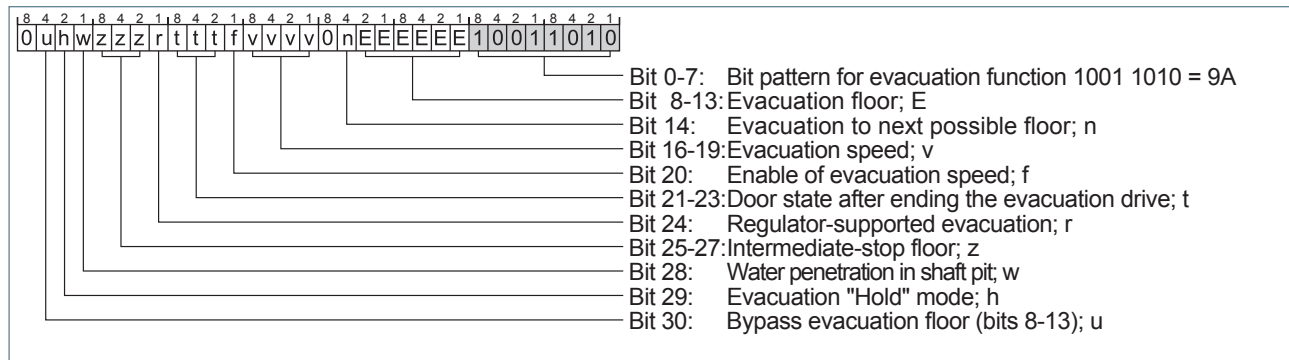 8 4 2 1 8 4 2 1 8 4 2 1 8 4 2 1 8 4 2 1 8 4 2 1 8 4 2 1 8 4 2 1
0 u h w z z z r t t t f v v v v 0 n E E E E E E 1 0 0 1 1 0 1 0
Bit 0-7: Bit pattern for evacuation function 1001 1010 = 9A
Bit 8-13: Evacuation floor; E
Bit 14: Evacuation to next possible floor; n
Bit 16-19: Evacuation speed; v
Bit 20: Enable of evacuation speed; f
Bit 21-23: Door state after ending the evacuation drive; t
Bit 24: Regulator-supported evacuation; r
Bit 25-27: Intermediate-stop floor; z
Bit 28: Water penetration in shaft pit; w
Bit 29: Evacuation "Hold" mode; h
Bit 30: Bypass evacuation floor (bits 8-13); u